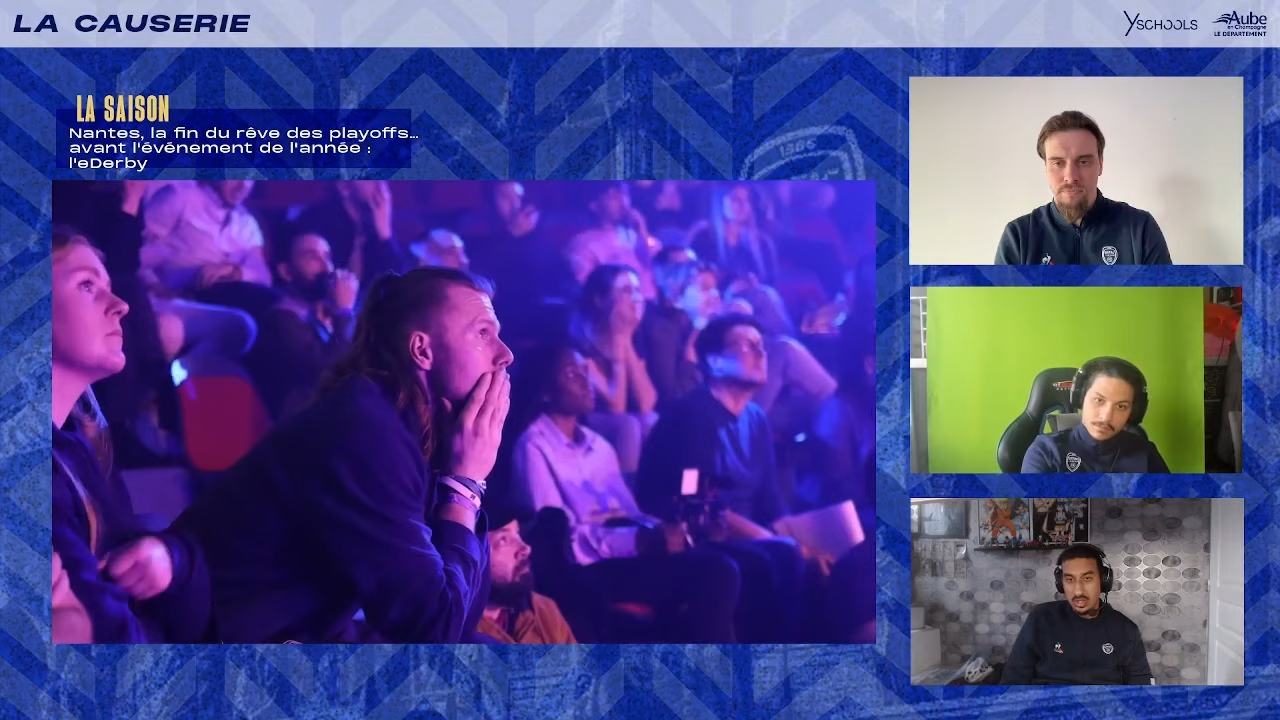 LA CAUSERIE
YSCHOOLS
Aube
en Champagne
LE DÉPARTEMENT
LA SAISON
Nantes, la fin du rêve des playoffs...
avant l'événement de l'année :
l'eDerby
1986